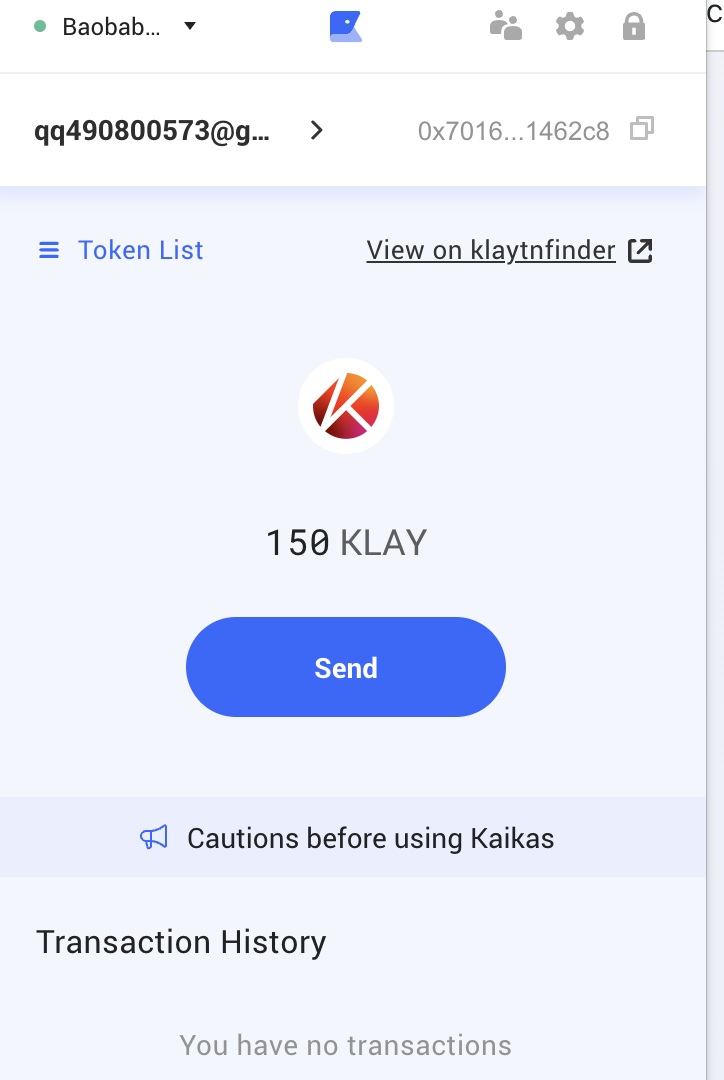 Baobab...
c
qq490800573@g... 0x7016...1462c8
Token List View on klaytnfinder
150 KLAY
Send
Cautions before using Kaikas
Transaction History
You have no transactions